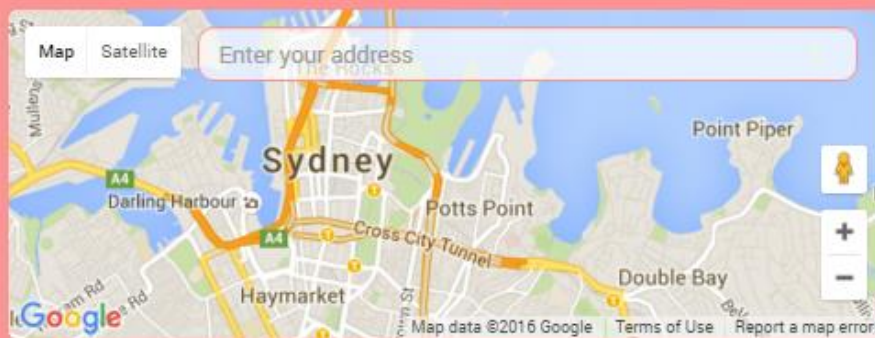 Map Satellite
Enter your address
The Rocks
Point Piper
Sydney
A4
Darling Harbour
Potts Point
A4
Cross City Tunnel
Double Bay
Haymarket
Google
Map data ©2016 Google Terms of Use Report a map error